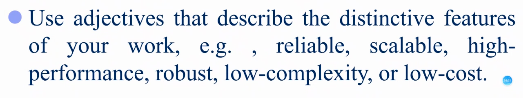 Use adjectives that describe the distinctive features
of your work, e.g. , reliable, scalable, high-
performance, robust, low-complexity, or low-cost.